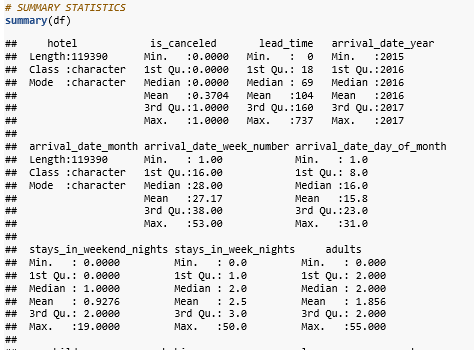 # SUMMARY STATISTICS
summary(df)
##     hotel            is_canceled       lead_time   arrival_date_year
##  Length:119390      Min.   :0.0000   Min.   :  0   Min.   :2015
##  Class :character   1st Qu.:0.0000   1st Qu.: 18   1st Qu.:2016
##  Mode  :character   Median :0.0000   Median : 69   Median :2016
##                     Mean   :0.3704   Mean   :104   Mean   :2016
##                     3rd Qu.:1.0000   3rd Qu.:160   3rd Qu.:2017
##                     Max.   :1.0000   Max.   :737   Max.   :2017
##
##  arrival_date_month arrival_date_week_number arrival_date_day_of_month
##  Length:119390      Min.   : 1.00            Min.   : 1.0
##  Class :character   1st Qu.:16.00            1st Qu.: 8.0
##  Mode  :character   Median :28.00            Median :16.0
##                     Mean   :27.17            Mean   :15.8
##                     3rd Qu.:38.00            3rd Qu.:23.0
##                     Max.   :53.00            Max.   :31.0
##
##  stays_in_weekend_nights stays_in_week_nights     adults
##  Min.   : 0.0000         Min.   : 0.0         Min.   : 0.000
##  1st Qu.: 0.0000         1st Qu.: 1.0         1st Qu.: 2.000
##  Median : 1.0000         Median : 2.0         Median : 2.000
##  Mean   : 0.9276         Mean   : 2.5         Mean   : 1.856
##  3rd Qu.: 2.0000         3rd Qu.: 3.0         3rd Qu.: 2.000
##  Max.   :19.0000         Max.   :50.0         Max.   :55.000
##